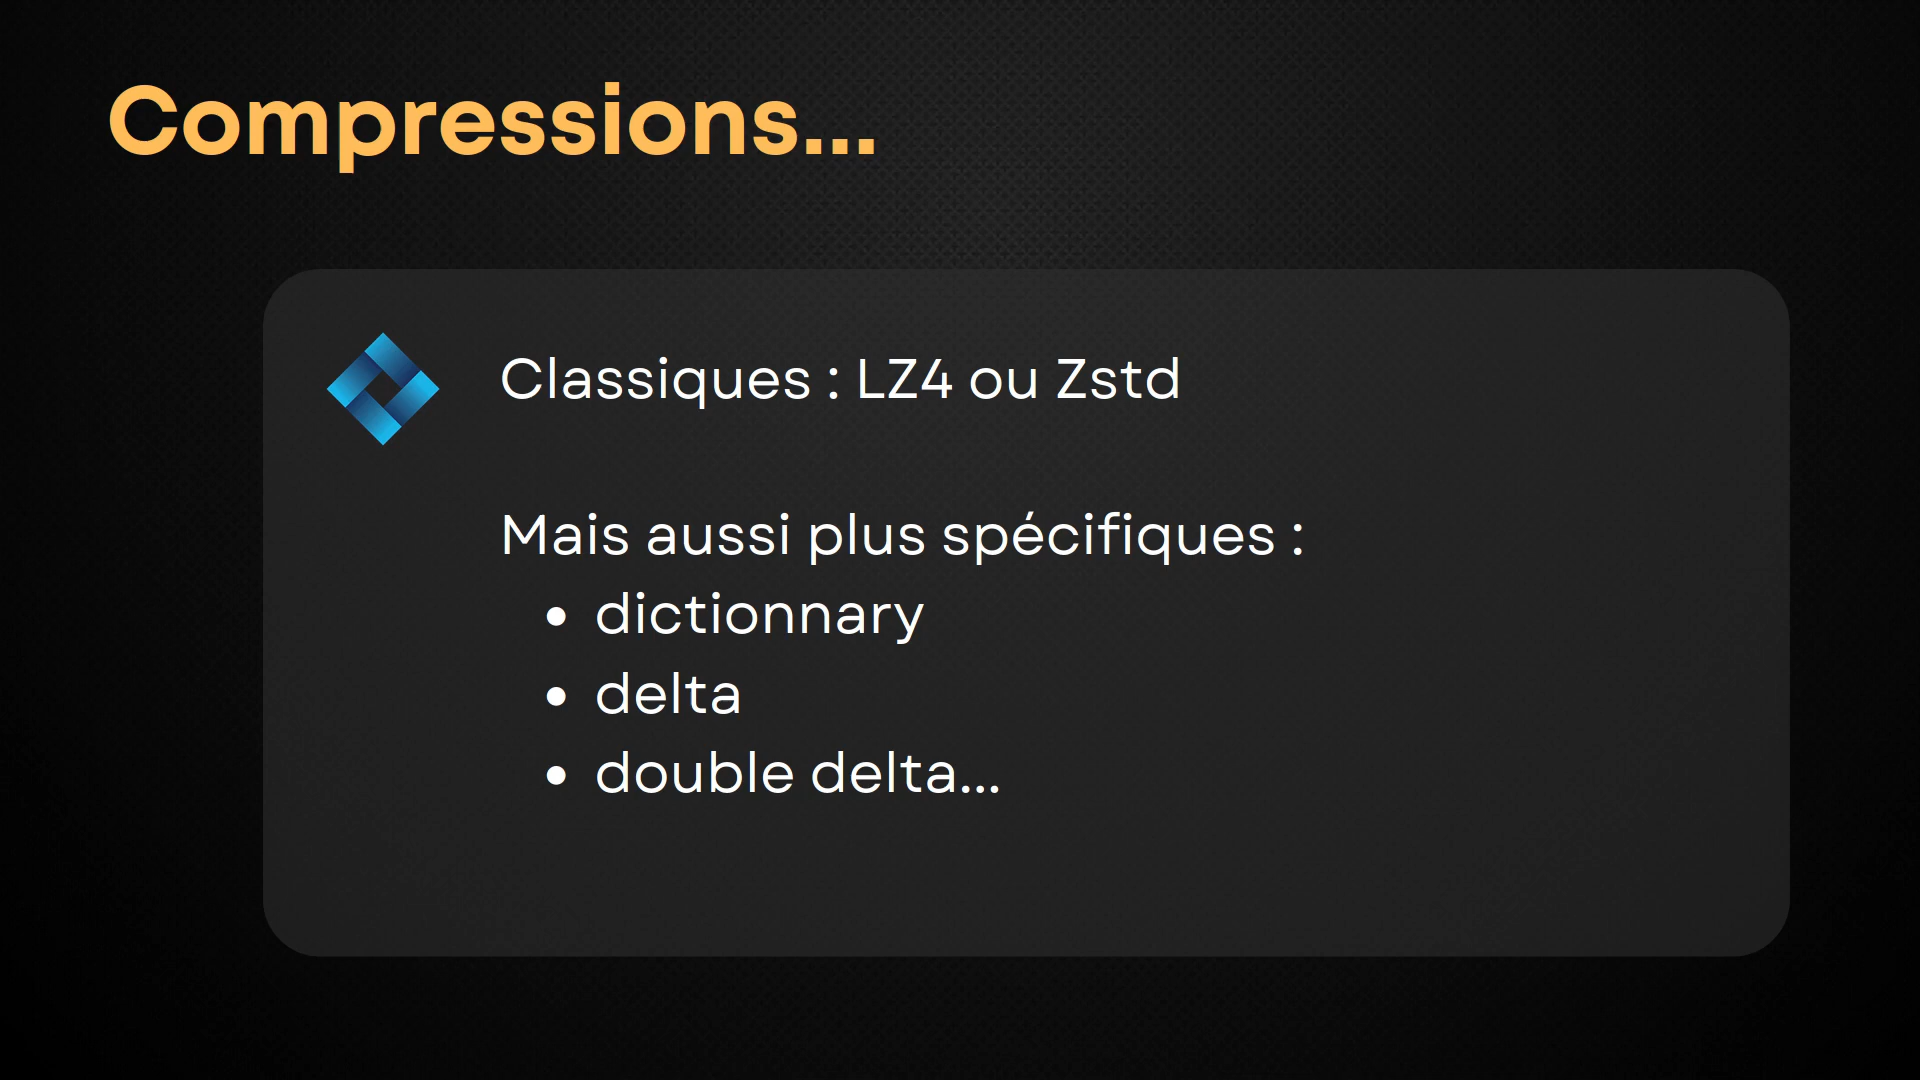 Compressions...
Classiques : LZ4 ou Zstd
Mais aussi plus spécifiques :
• dictionnary
• delta
• double delta...